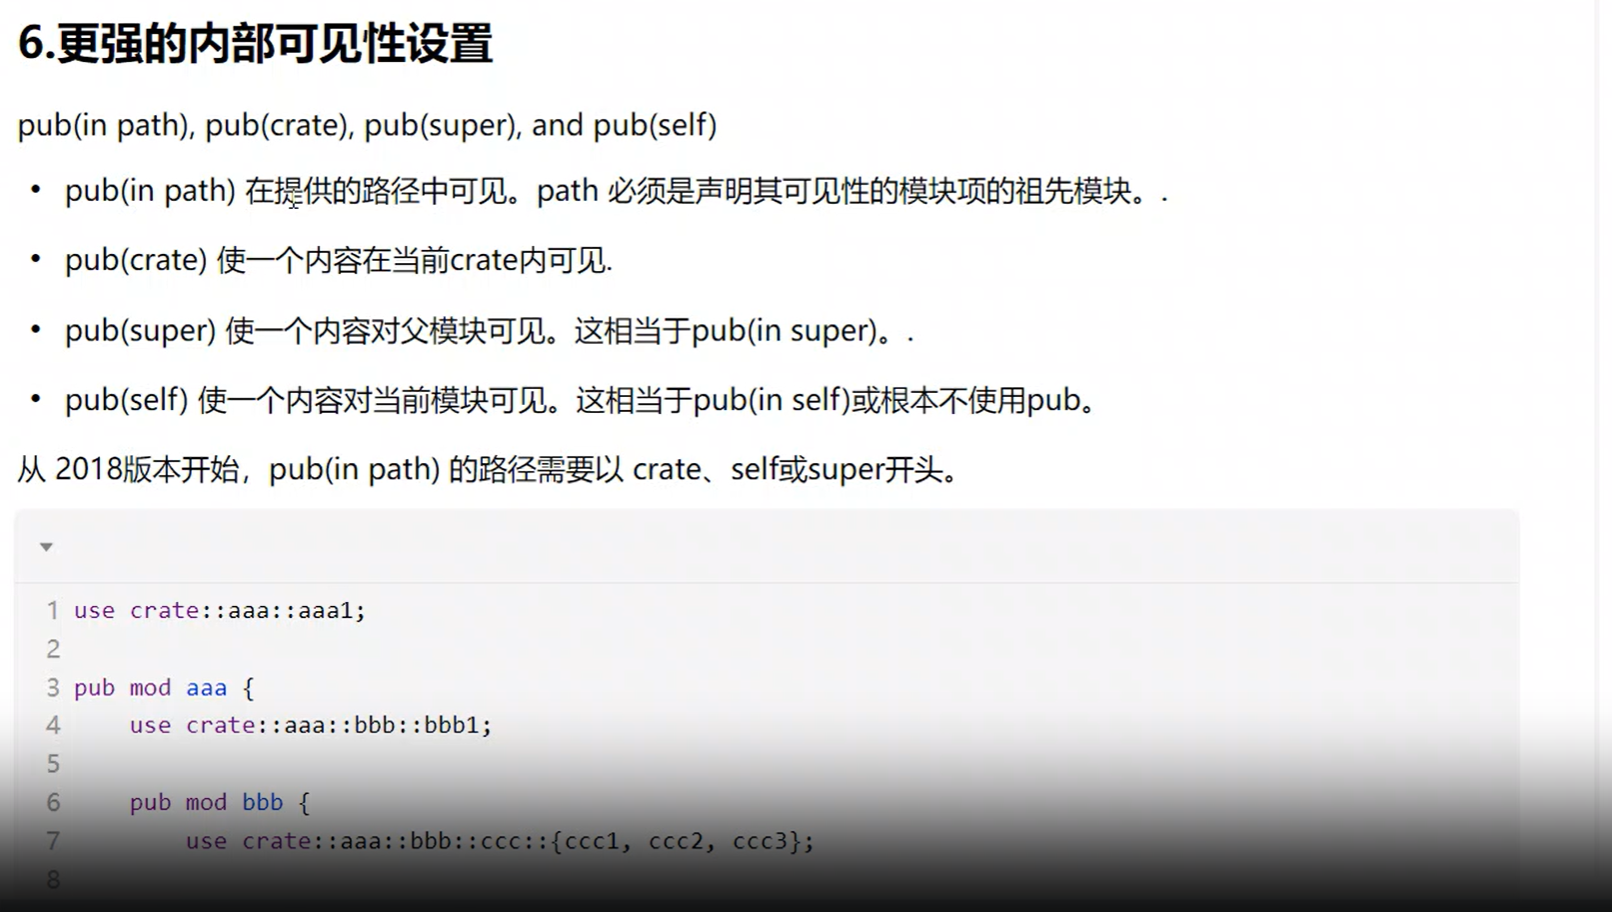 6.更强的内部可见性设置
pub(in path), pub(crate), pub(super), and pub(self)
• pub(in path) 在提供的路径中可见。path 必须是声明其可见性的模块项的祖先模块。.
• pub(crate) 使一个内容在当前crate内可见.
• pub(super) 使一个内容对父模块可见。这相当于pub(in super)。.
• pub(self) 使一个内容对当前模块可见。这相当于pub(in self)或根本不使用pub。
从 2018版本开始，pub(in path) 的路径需要以 crate、self或super开头。
1 use crate::aaa::aaa1;
2
3 pub mod aaa {
4     use crate::aaa::bbb::bbb1;
5
6     pub mod bbb {
7         use crate::aaa::bbb::ccc::{ccc1, ccc2, ccc3};
8